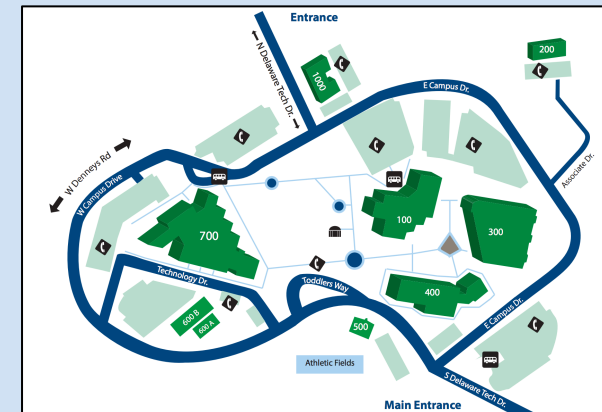 Entrance
N Delaware Tech Dr.
200
1000
E Campus Dr.
W Denneys Rd
Associate Dr.
W Campus Drive
100
300
700
Technology Dr.
Toddlers Way
400
600 B
600 A
500
E Campus Dr.
Athletic Fields
S Delaware Tech Dr.
Main Entrance